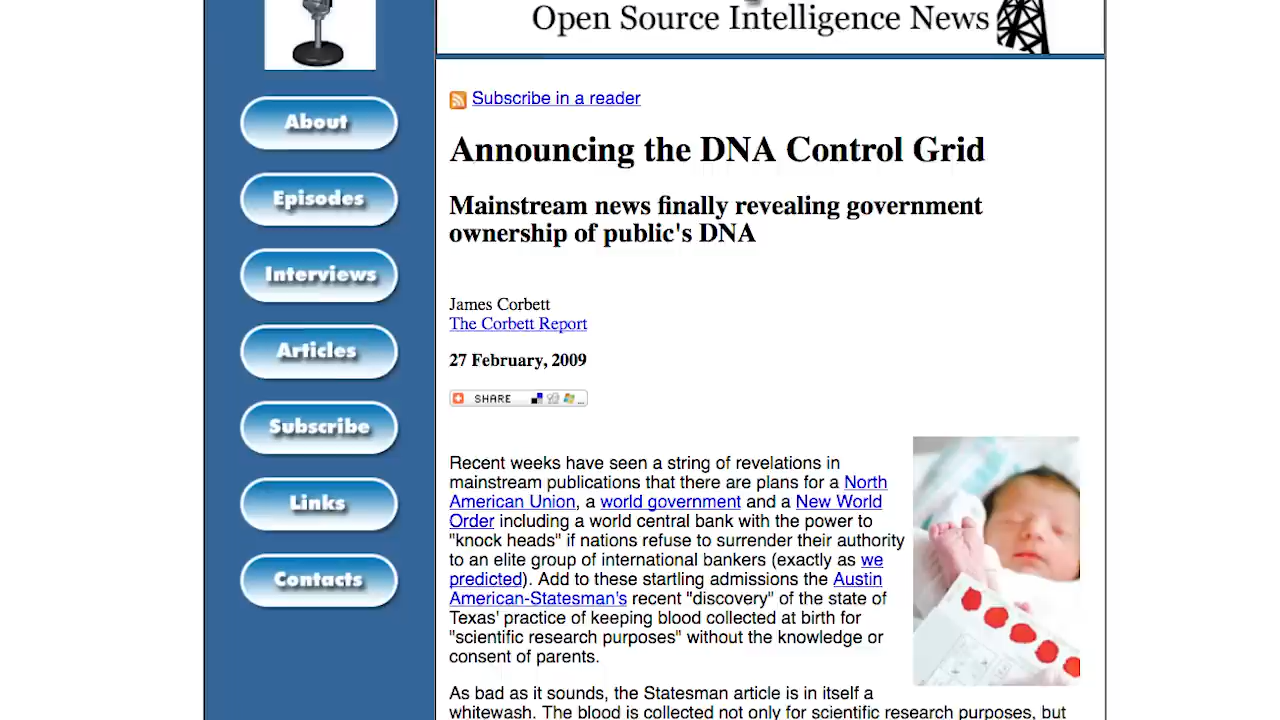 Open Source Intelligence News
About
Episodes
Interviews
Articles
Subscribe
Links
Contacts
Subscribe in a reader
Announcing the DNA Control Grid
Mainstream news finally revealing government
ownership of public's DNA
James Corbett
The Corbett Report
27 February, 2009
SHARE ...
Recent weeks have seen a string of revelations in
mainstream publications that there are plans for a North
American Union, a world government and a New World
Order including a world central bank with the power to
"knock heads" if nations refuse to surrender their authority
to an elite group of international bankers (exactly as we
predicted). Add to these startling admissions the Austin
American-Statesman's recent "discovery" of the state of
Texas' practice of keeping blood collected at birth for
"scientific research purposes" without the knowledge or
consent of parents.
As bad as it sounds, the Statesman article is in itself a
whitewash. The blood is collected not only for scientific research purposes, but